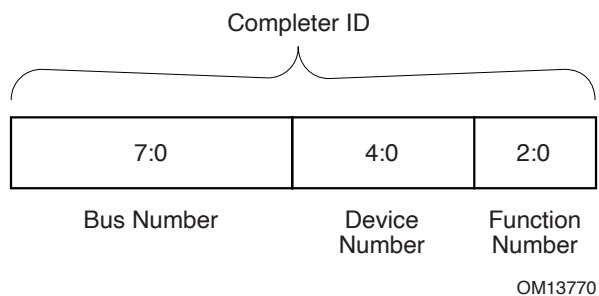 Completer ID
7:0 4:0 2:0
Bus Number Device Function
Number Number
OM13770